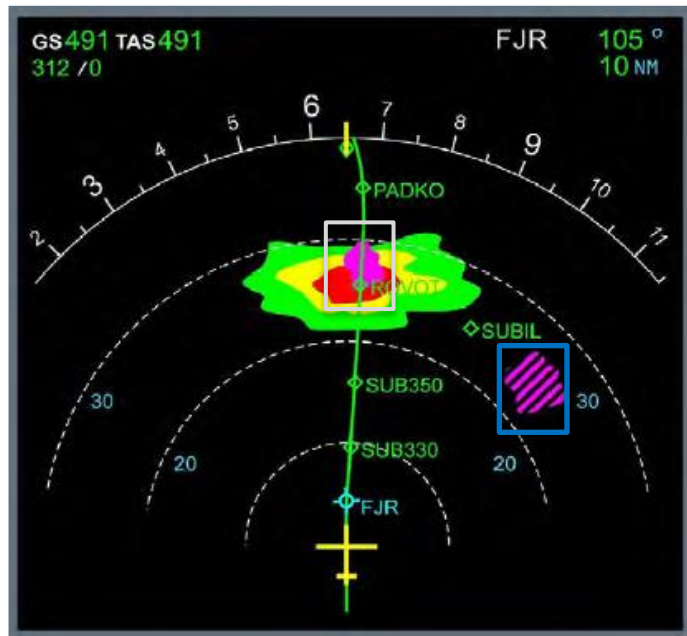 GS491 TAS491 FJR 105°
312 /0 10 NM
2 3 4 5 6 7 8 9 10 11
PADKO
ROVOT
SUBIL
SUB350
30 30
SUB330
20 20
FJR